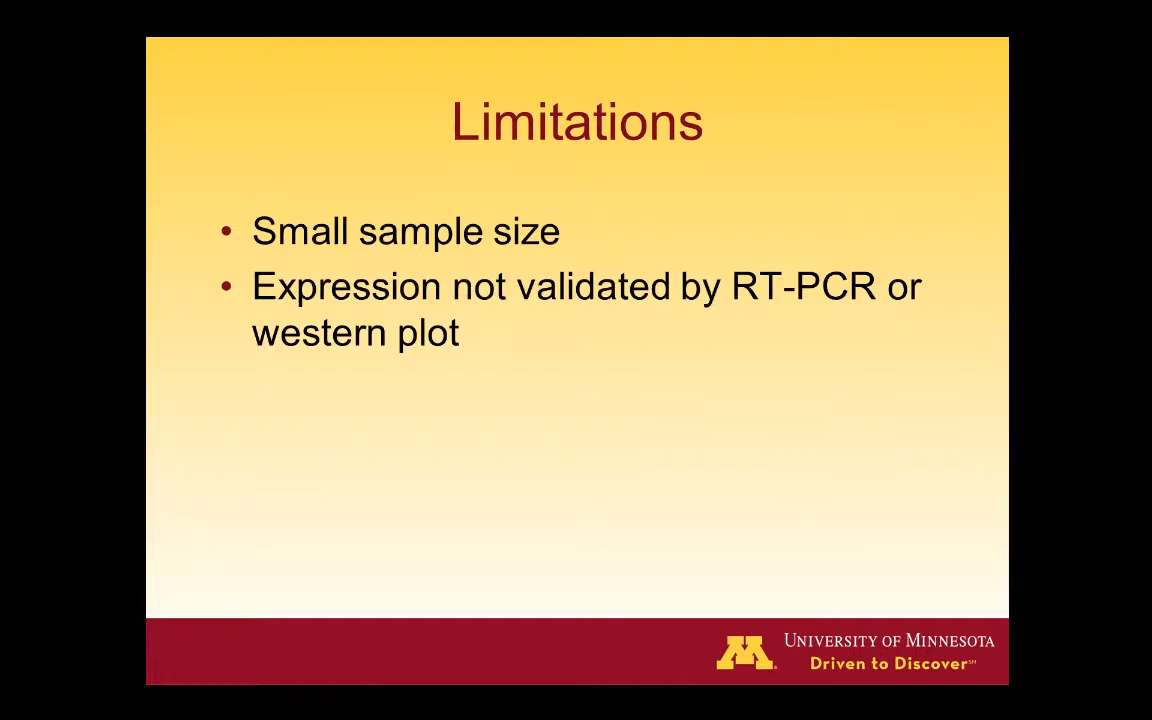 Limitations
• Small sample size
• Expression not validated by RT-PCR or
western plot
M
UNIVERSITY OF MINNESOTA
Driven to Discover℠